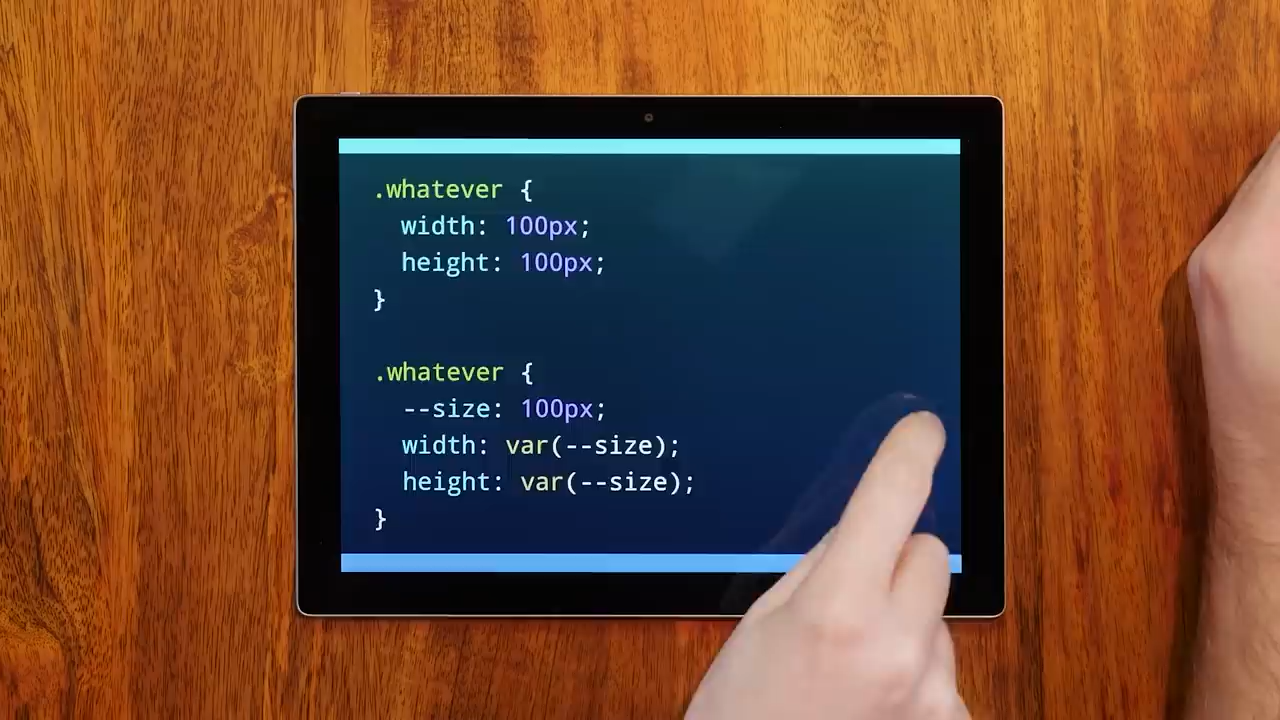 .whatever {
  width: 100px;
  height: 100px;
}
.whatever {
  --size: 100px;
  width: var(--size);
  height: var(--size);
}